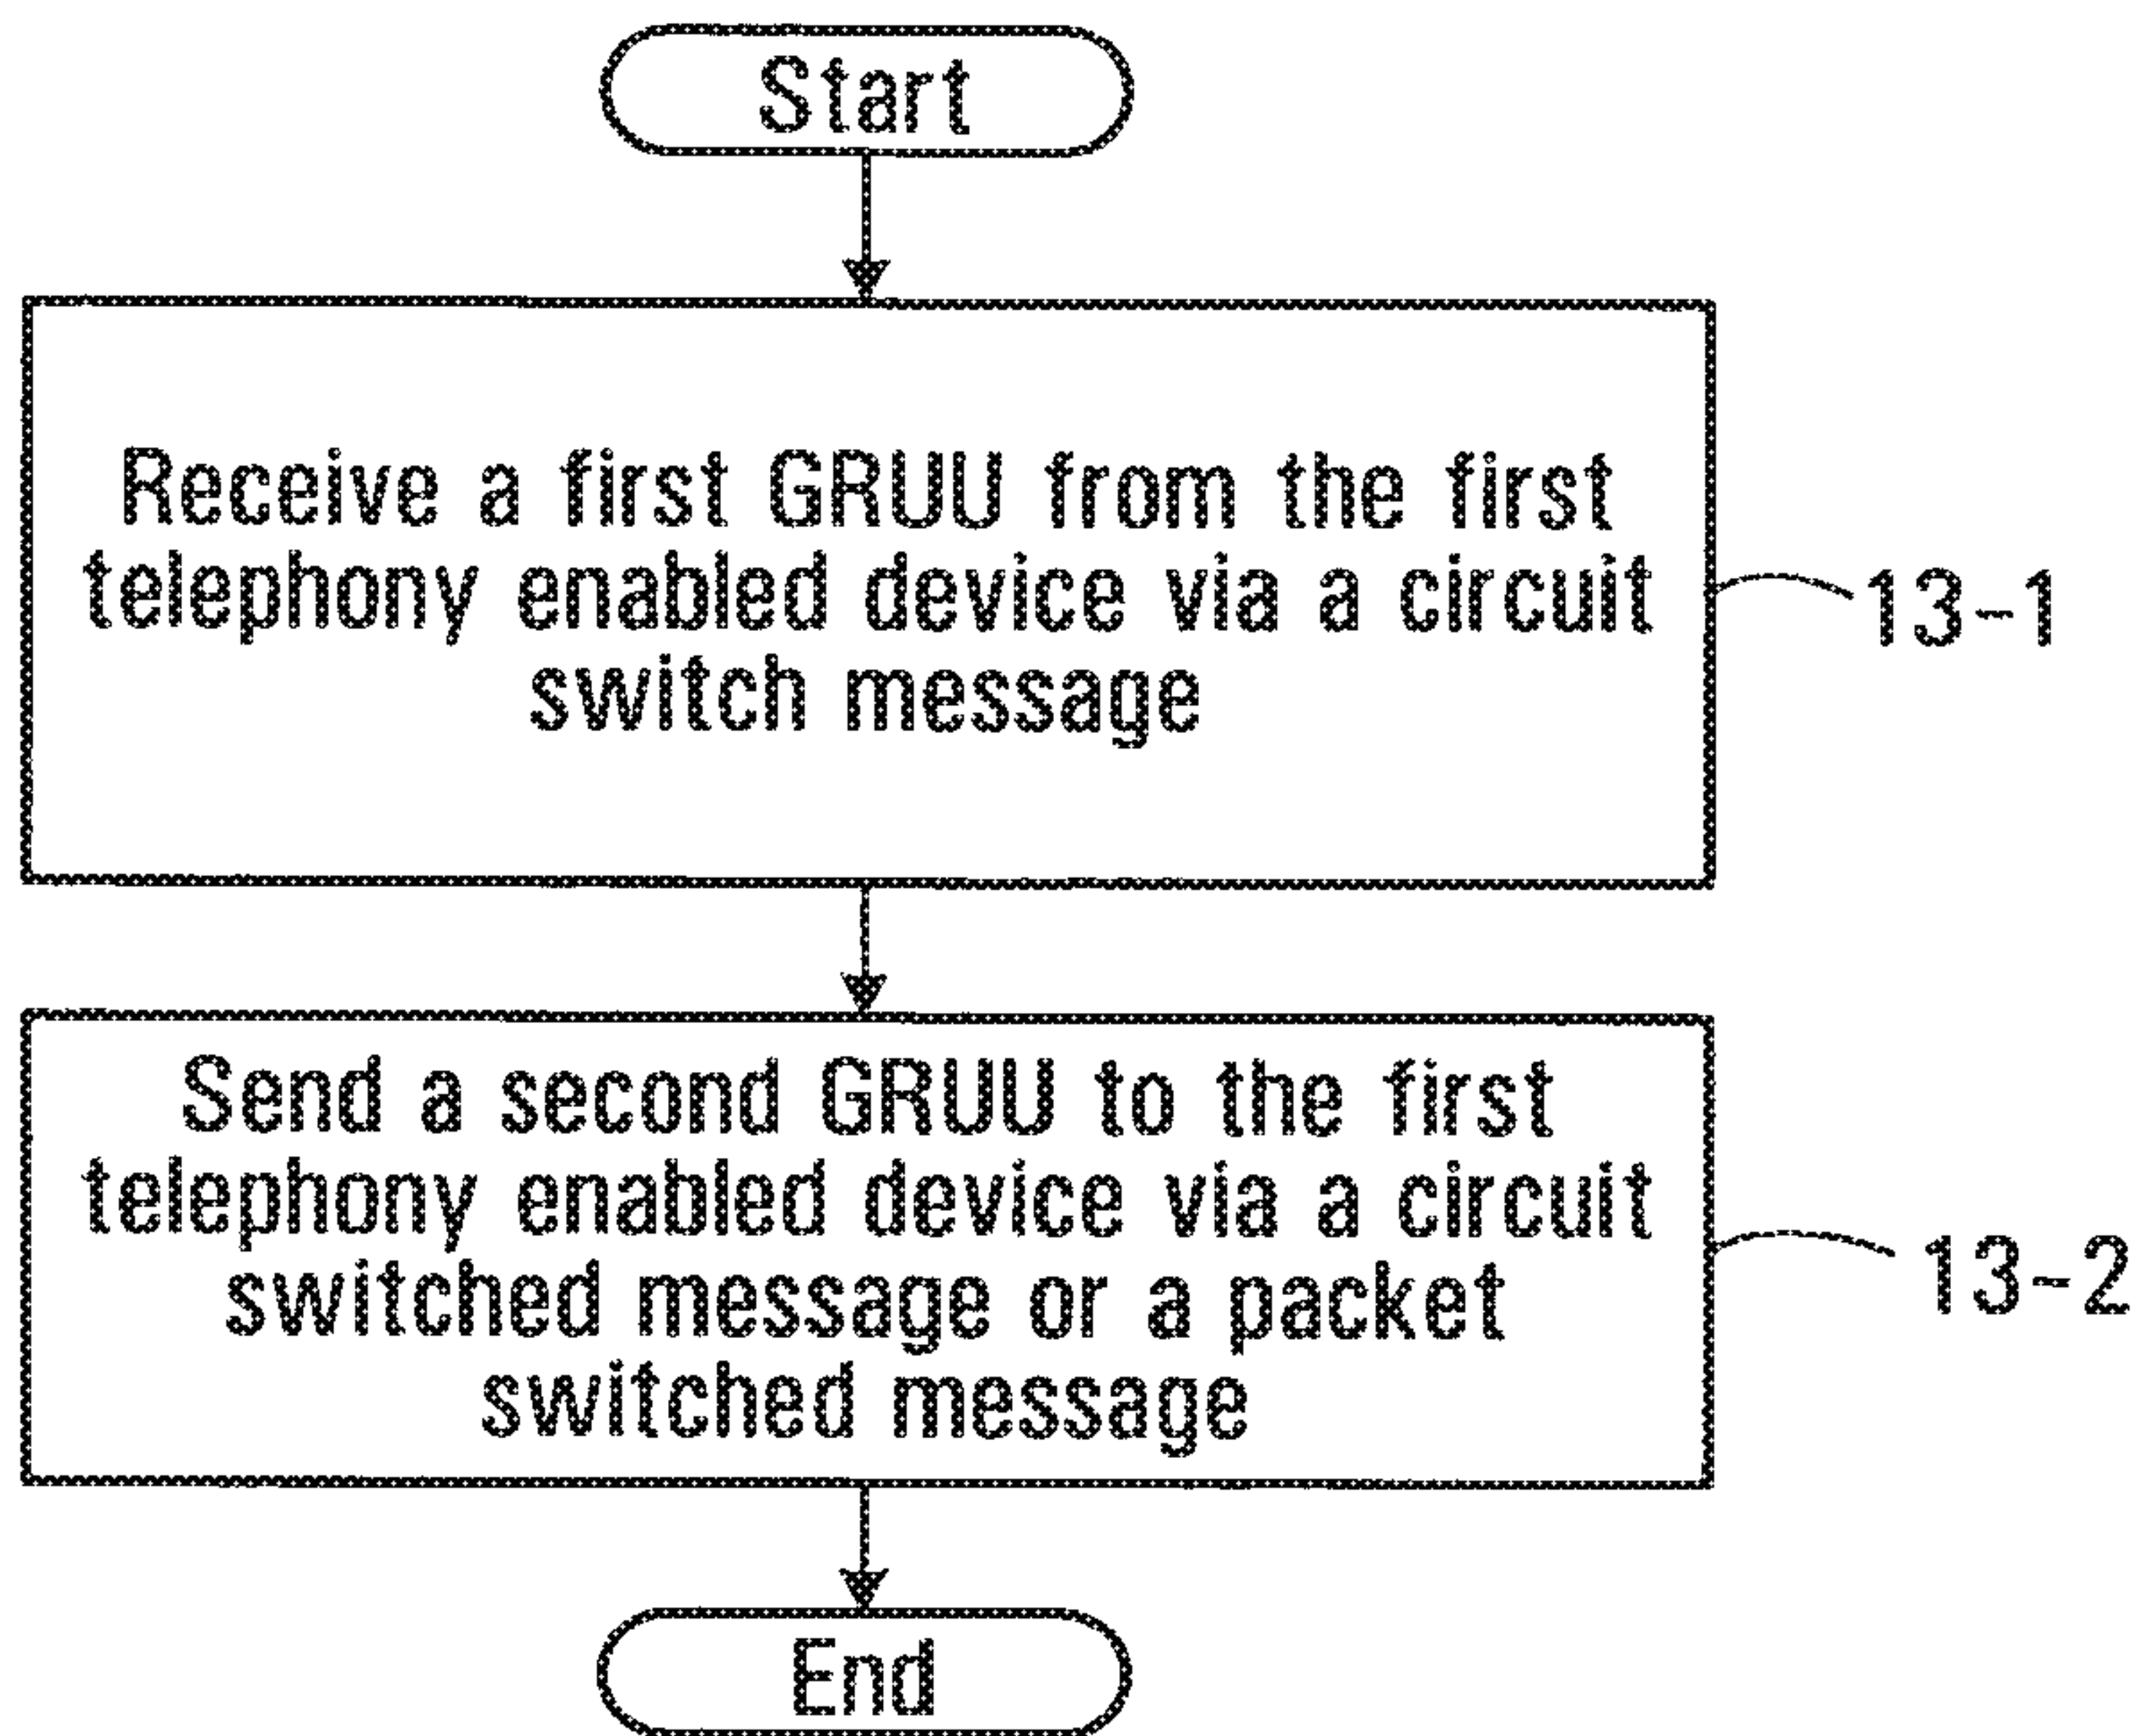 Start
Receive a first GRUU from the first
telephony enabled device via a circuit
switch message
13-1
Send a second GRUU to the first
telephony enabled device via a circuit
switched message or a packet
switched message
13-2
End